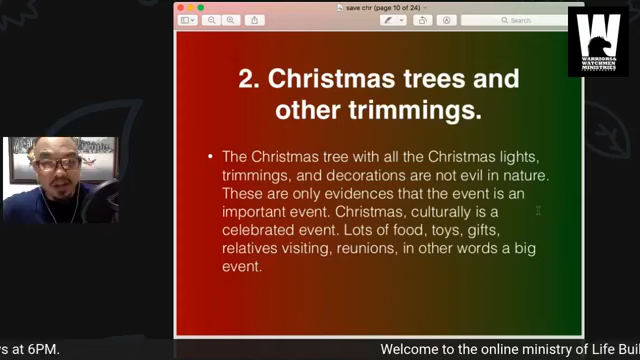 save chr (page 10 of 24)
Search
W
WARRIORS &
WATCHMEN
MINISTRIES
2. Christmas trees and
other trimmings.
• The Christmas tree with all the Christmas lights,
trimmings, and decorations are not evil in nature.
These are only evidences that the event is an
important event. Christmas, culturally is a
celebrated event. Lots of food, toys, gifts,
relatives visiting, reunions, in other words a big
event.
s at 6PM.
Welcome to the online ministry of Life Buil